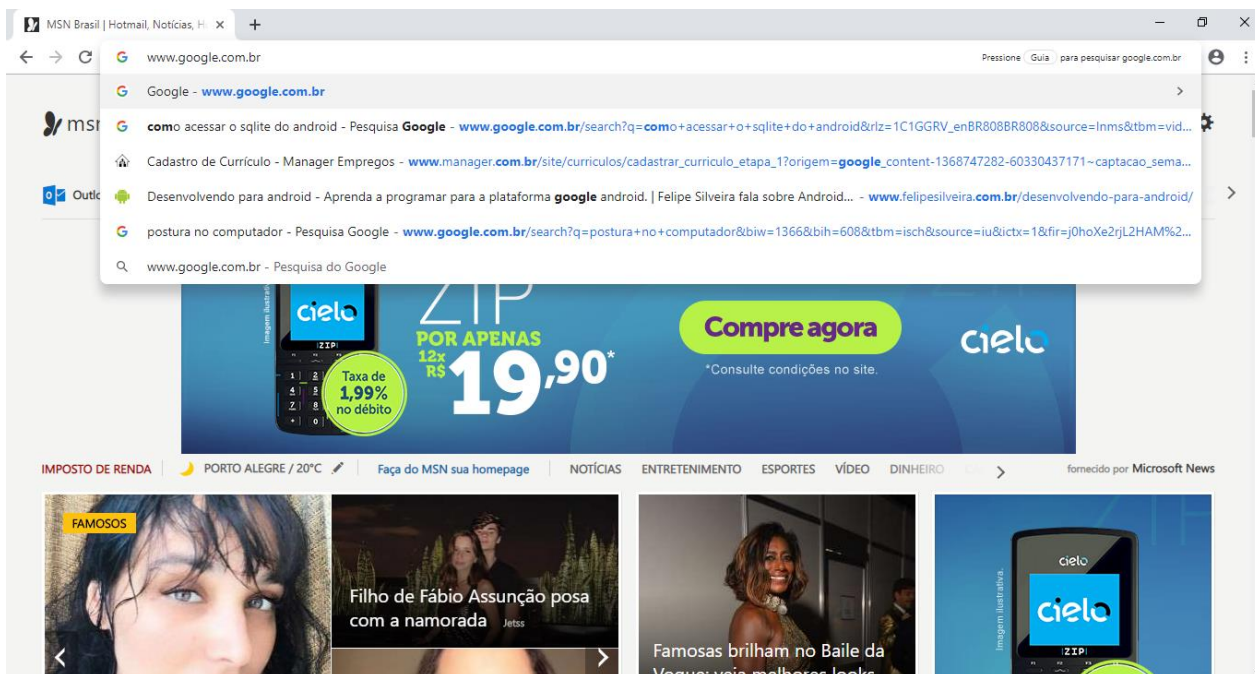 MSN Brasil | Hotmail, Notícias, H
www.google.com.br
Pressione Guia para pesquisar google.com.br
Google - www.google.com.br
como acessar o sqlite do android - Pesquisa Google - www.google.com.br/search?q=como+acessar+o+sqlite+do+android&rlz=1C1GGRV_enBR808BR808&source=lnms&tbm=vid...
Cadastro de Currículo - Manager Empregos - www.manager.com.br/site/curriculos/cadastrar_curriculo_etapa_1?origem=google_content-1368747282-60330437171~captacao_sema...
Desenvolvendo para android - Aprenda a programar para a plataforma google android. | Felipe Silveira fala sobre Android... - www.felipesilveira.com.br/desenvolvendo-para-android/
postura no computador - Pesquisa Google - www.google.com.br/search?q=postura+no+computador&biw=1366&bih=608&tbm=isch&source=iu&ictx=1&fir=j0hoXe2rjL2HAM%2...
www.google.com.br - Pesquisa do Google
msn
Outlo
Imagem ilustrativa
cielo
ZIP
Taxa de
1,99%
no débito
ZIP
POR APENAS
12x
R$ 19,90*
Compre agora
*Consulte condições no site.
cielo
IMPOSTO DE RENDA
PORTO ALEGRE / 20°C
Faça do MSN sua homepage
NOTÍCIAS
ENTRETENIMENTO
ESPORTES
VÍDEO
DINHEIRO
fornecido por Microsoft News
FAMOSOS
Filho de Fábio Assunção posa
com a namorada Jetss
Famosas brilham no Baile da
Vogue; veja melhores looks
Imagem ilustrativa.
cielo
cielo
ZIP